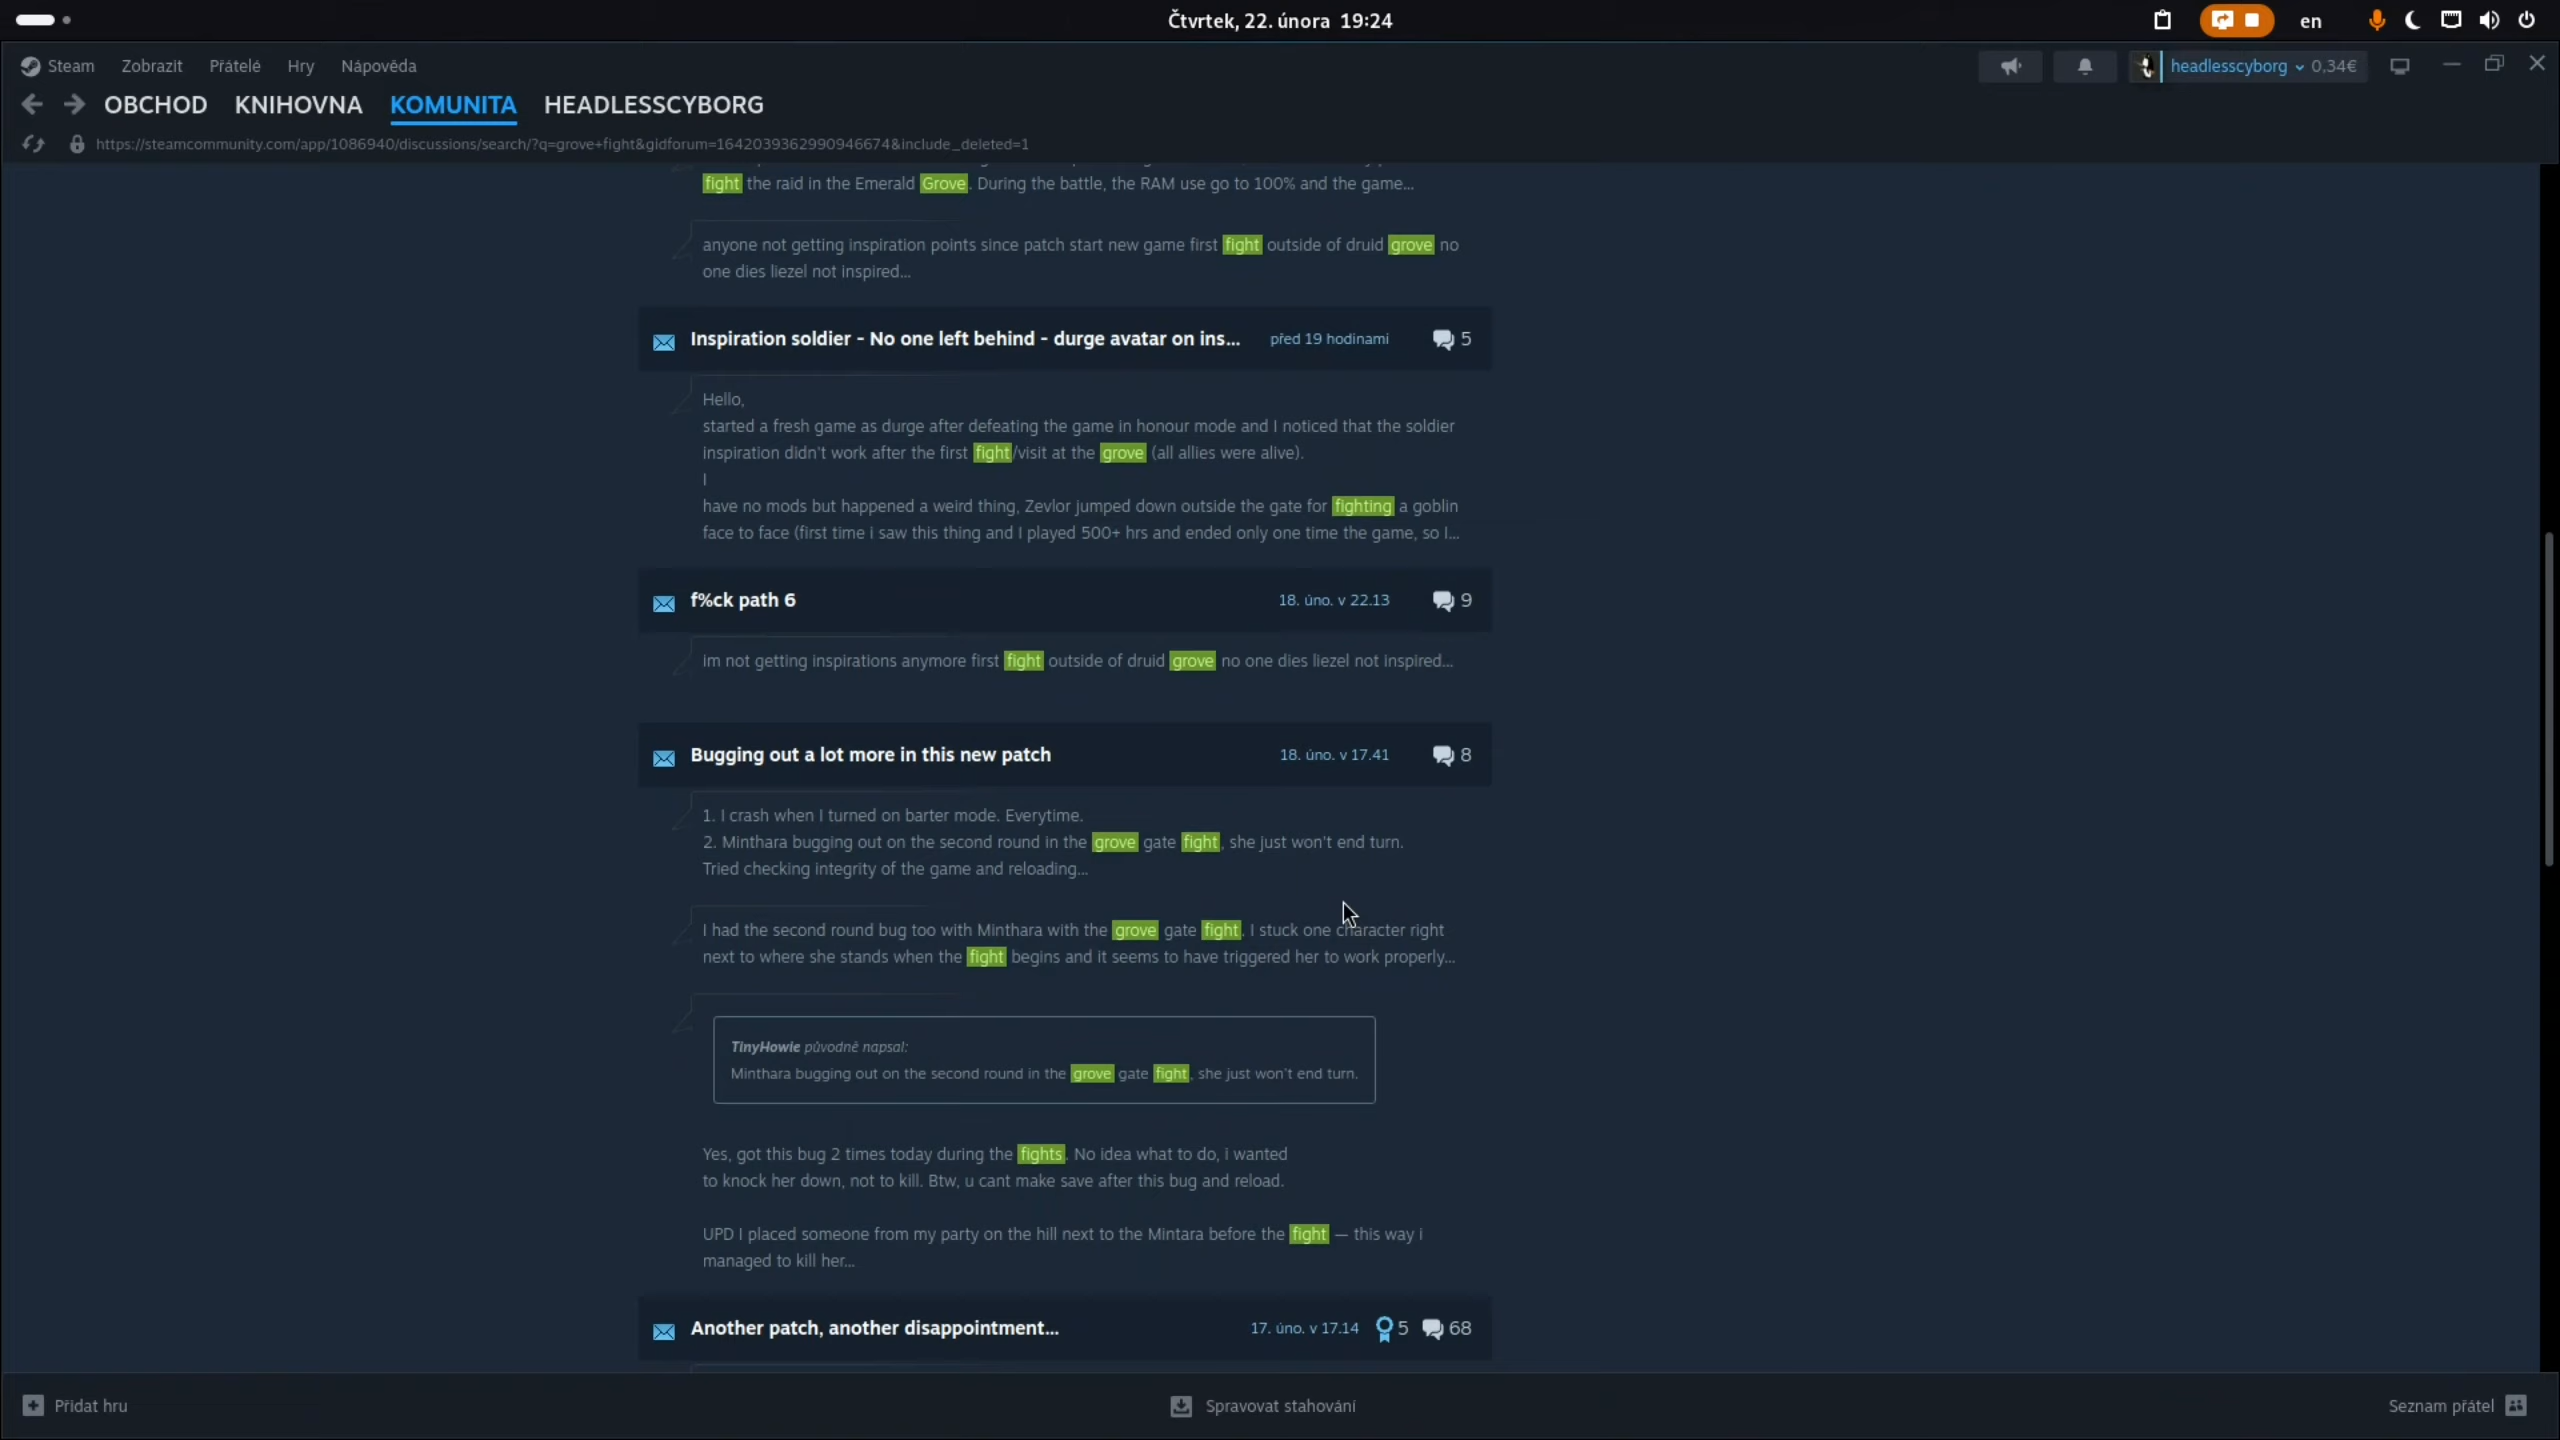 Čtvrtek, 22. února 19:24
en
Steam Zobrazit Přátelé Hry Nápověda
headlesscyborg 0,34€
OBCHOD KNIHOVNA KOMUNITA HEADLESSCYBORG
https://steamcommunity.com/app/1086940/discussions/search/?q=grove+fight&gidforum=16420393629909466​74&include_deleted=1
fight the raid in the Emerald Grove. During the battle, the RAM use go to 100% and the game...
anyone not getting inspiration points since patch start new game first fight outside of druid grove no
one dies liezel not inspired...
Inspiration soldier - No one left behind - durge avatar on ins... před 19 hodinami 5
Hello,
started a fresh game as durge after defeating the game in honour mode and I noticed that the soldier
inspiration didn't work after the first fight/visit at the grove (all allies were alive).
I
have no mods but happened a weird thing, Zevlor jumped down outside the gate for fighting a goblin
face to face (first time i saw this thing and I played 500+ hrs and ended only one time the game, so I...
f%ck path 6 18. úno. v 22.13 9
im not getting inspirations anymore first fight outside of druid grove no one dies liezel not inspired...
Bugging out a lot more in this new patch 18. úno. v 17.41 8
1. I crash when I turned on barter mode. Everytime.
2. Minthara bugging out on the second round in the grove gate fight, she just won't end turn.
Tried checking integrity of the game and reloading...
I had the second round bug too with Minthara with the grove gate fight. I stuck one character right
next to where she stands when the fight begins and it seems to have triggered her to work properly...
TinyHowie původně napsal:
Minthara bugging out on the second round in the grove gate fight, she just won't end turn.
Yes, got this bug 2 times today during the fights. No idea what to do, i wanted
to knock her down, not to kill. Btw, u cant make save after this bug and reload.
UPD I placed someone from my party on the hill next to the Mintara before the fight — this way i
managed to kill her...
Another patch, another disappointment... 17. úno. v 17.14 5 68
Přidat hru Spravovat stahování Seznam přátel